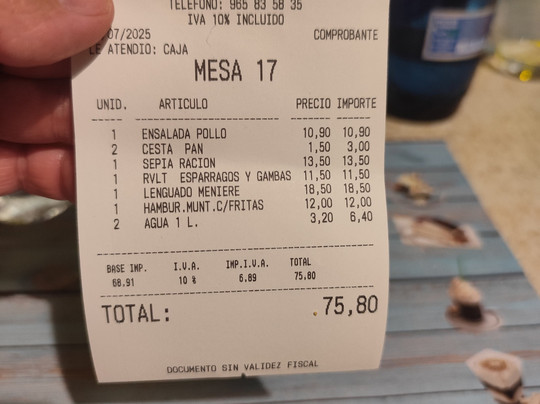 TELEFONO: 965 83 58 35
IVA 10% INCLUIDO
07/2025 COMPROBANTE
LE ATENDIO: CAJA
MESA 17
UNID. ARTICULO PRECIO IMPORTE
1 ENSALADA POLLO 10,90 10,90
2 CESTA PAN 1,50 3,00
1 SEPIA RACION 13,50 13,50
1 RVLT ESPARRAGOS Y GAMBAS 11,50 11,50
1 LENGUADO MENIERE 18,50 18,50
1 HAMBUR.MUNT.C/FRITAS 12,00 12,00
2 AGUA 1 L. 3,20 6,40
BASE IMP. I.V.A. IMP.I.V.A. TOTAL
68.91 10 % 6.89 75,80
TOTAL: 75,80
DOCUMENTO SIN VALIDEZ FISCAL